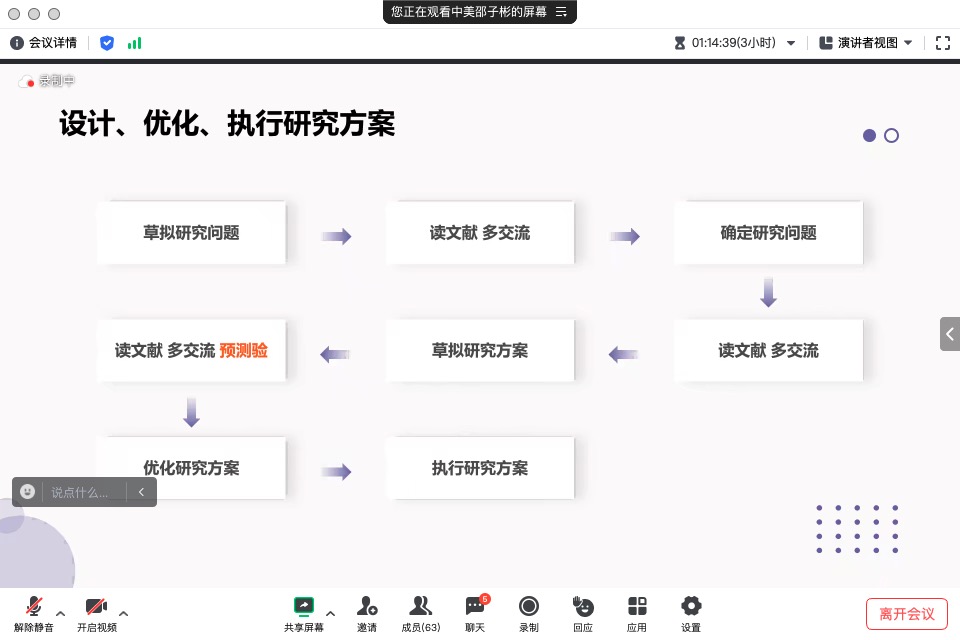 您正在观看中美邵子彬的屏幕
会议详情
01:14:39(3小时)
演讲者视图
录制中
设计、优化、执行研究方案
草拟研究问题
读文献 多交流
确定研究问题
读文献 多交流 预测验
草拟研究方案
读文献 多交流
优化研究方案
执行研究方案
说点什么...
5
解除静音
开启视频
共享屏幕
邀请
成员(63)
聊天
录制
回应
应用
设置
离开会议